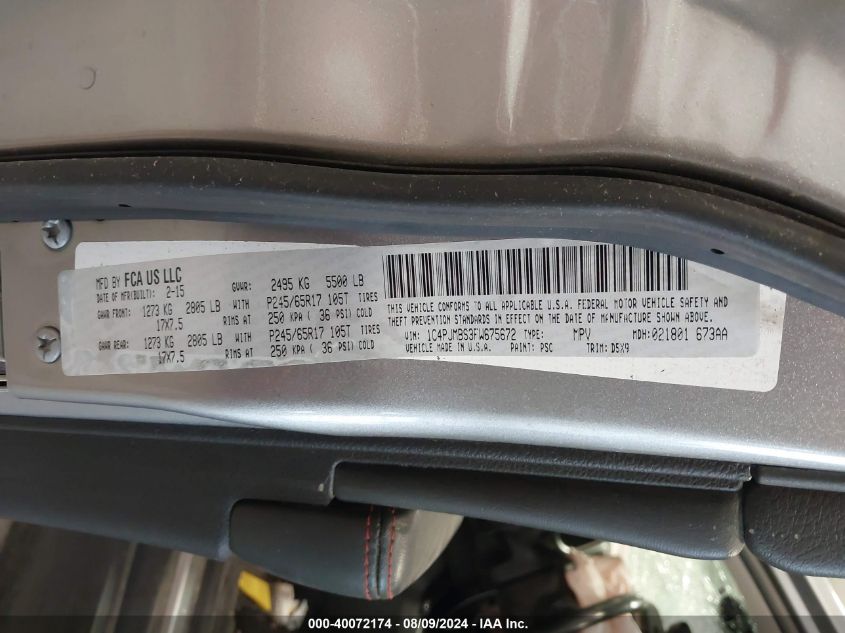 MFD BY FCA US LLC
DATE OF MFR(BUILT): 2-15 GVWR: 2495 KG 5500 LB
GAWR FRONT: 1273 KG 2805 LB WITH P245/65R17 105T TIRES
17X7.5 RIMS AT 250 KPA ( 36 PSI) COLD
GAWR REAR: 1273 KG 2805 LB WITH P245/65R17 105T TIRES
17X7.5 RIMS AT 250 KPA ( 36 PSI) COLD
THIS VEHICLE CONFORMS TO ALL APPLICABLE U.S.A. FEDERAL MOTOR VEHICLE SAFETY AND
THEFT PREVENTION STANDARDS IN EFFECT ON THE DATE OF MANUFACTURE SHOWN ABOVE.
VIN: 1C4PJMBS3FW675672 TYPE: MPV MDH:021801 673AA
VEHICLE MADE IN U.S.A. PAINT: PSC TRIM: D5X9
000-40072174 - 08/09/2024 - IAA Inc.